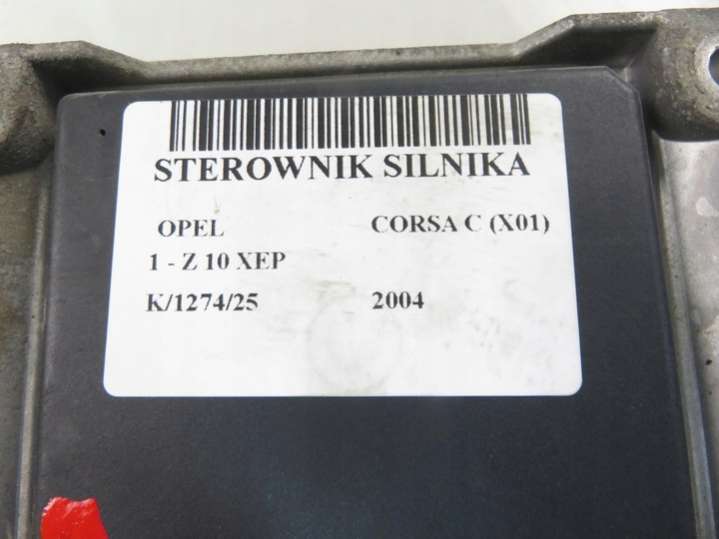 STEROWNIK SILNIKA
OPEL CORSA C (X01)
1 - Z 10 XEP
K/1274/25 2004